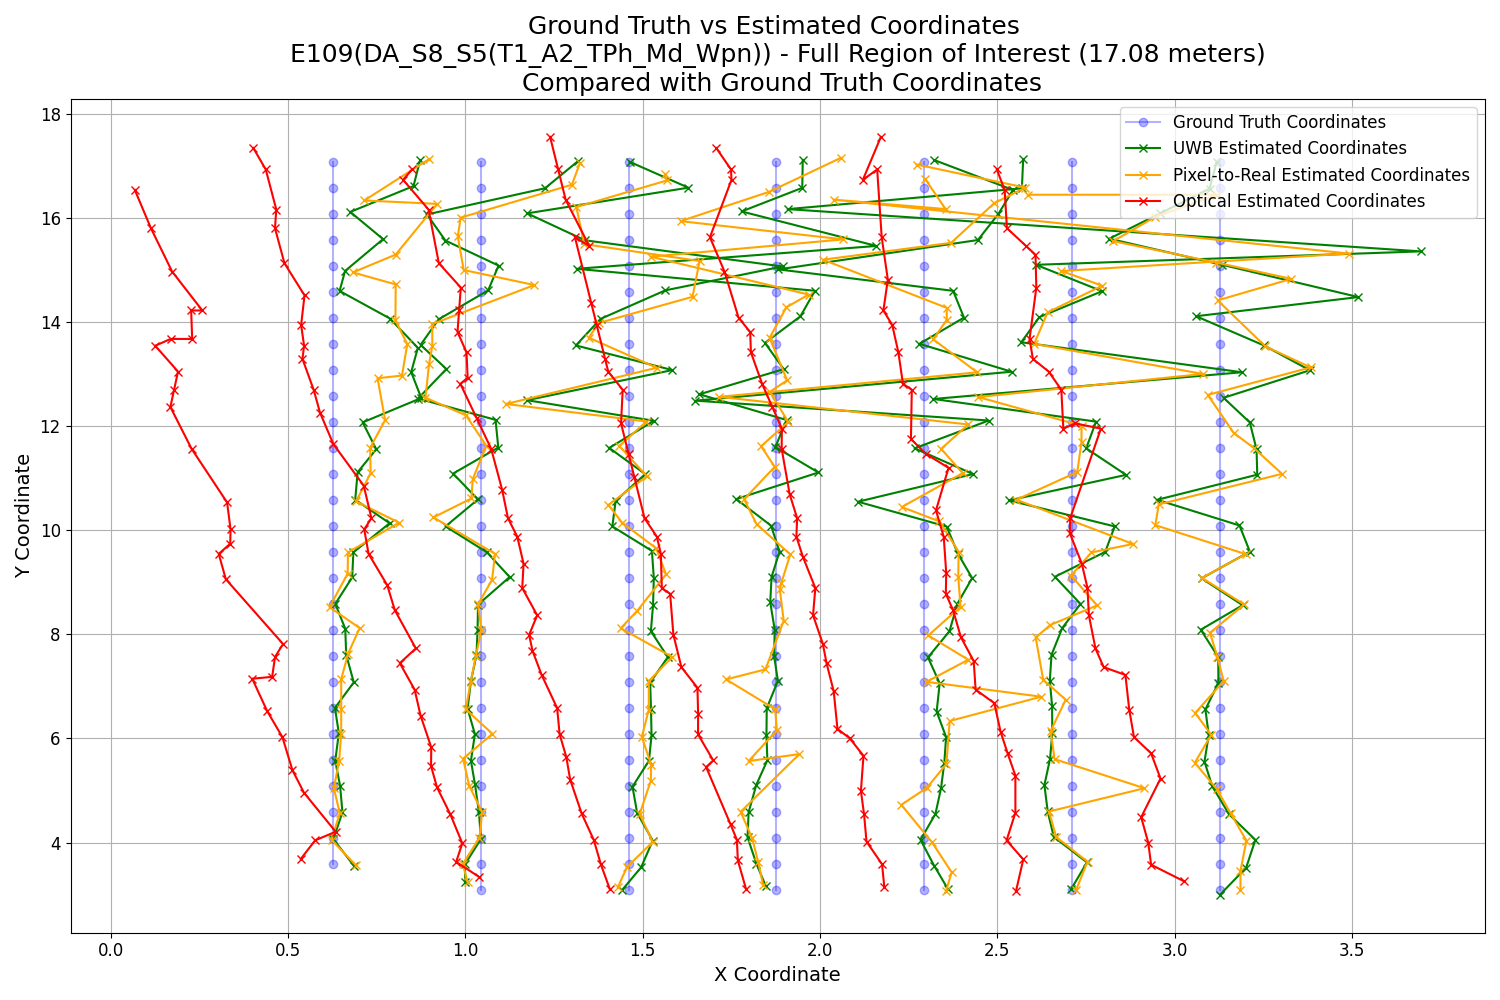 Ground Truth vs Estimated Coordinates
E109(DA_S8_S5(T1_A2_TPh_Md_Wpn)) - Full Region of Interest (17.08 meters)
Compared with Ground Truth Coordinates
Ground Truth Coordinates
UWB Estimated Coordinates
Pixel-to-Real Estimated Coordinates
Optical Estimated Coordinates
Y Coordinate
18
16
14
12
10
8
6
4
0.0 0.5 1.0 1.5 2.0 2.5 3.0 3.5
X Coordinate